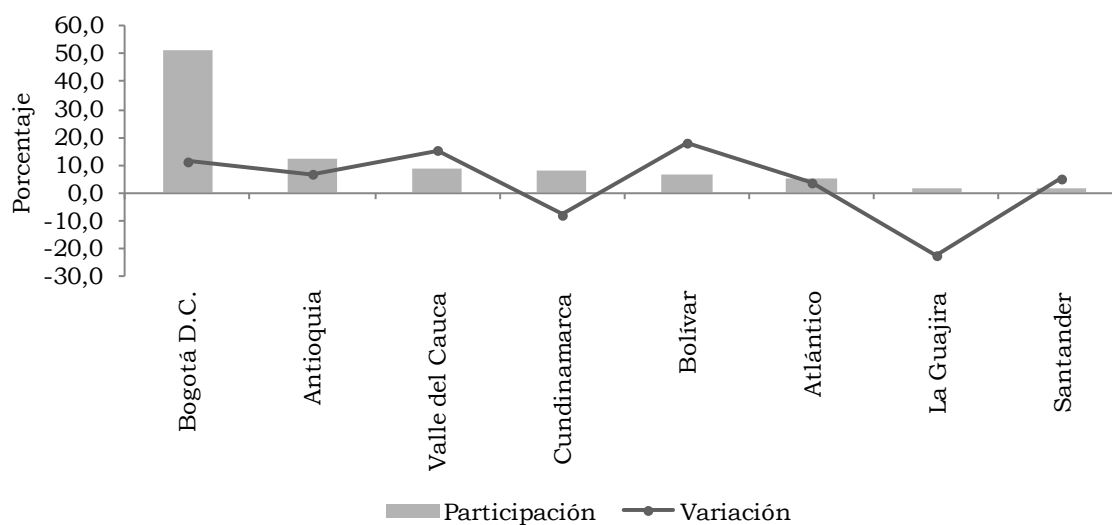 Porcentaje
60,0
50,0
40,0
30,0
20,0
10,0
0,0
-10,0
-20,0
-30,0
Bogotá D.C.
Antioquia
Valle del Cauca
Cundinamarca
Bolívar
Atlántico
La Guajira
Santander
Participación
Variación